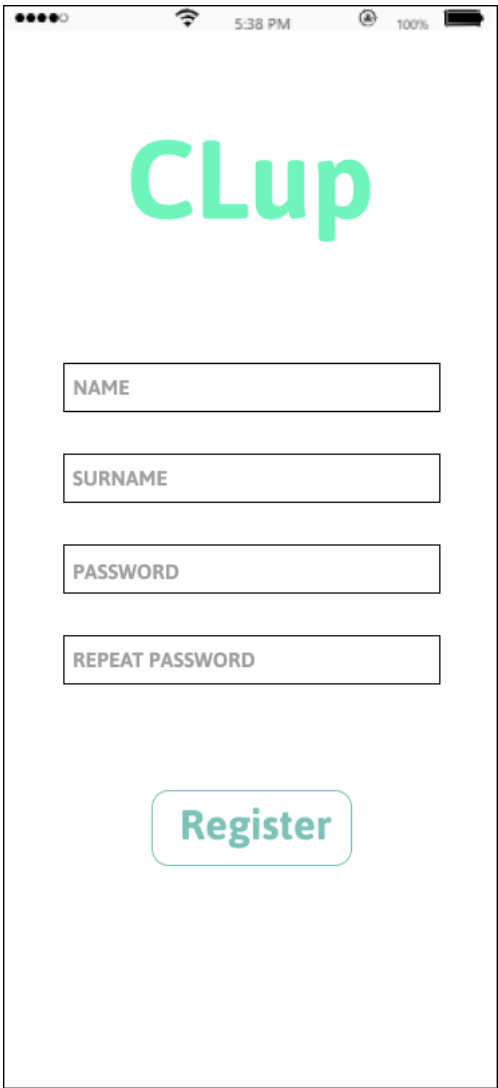 5:38 PM 100%
CLup
NAME
SURNAME
PASSWORD
REPEAT PASSWORD
Register